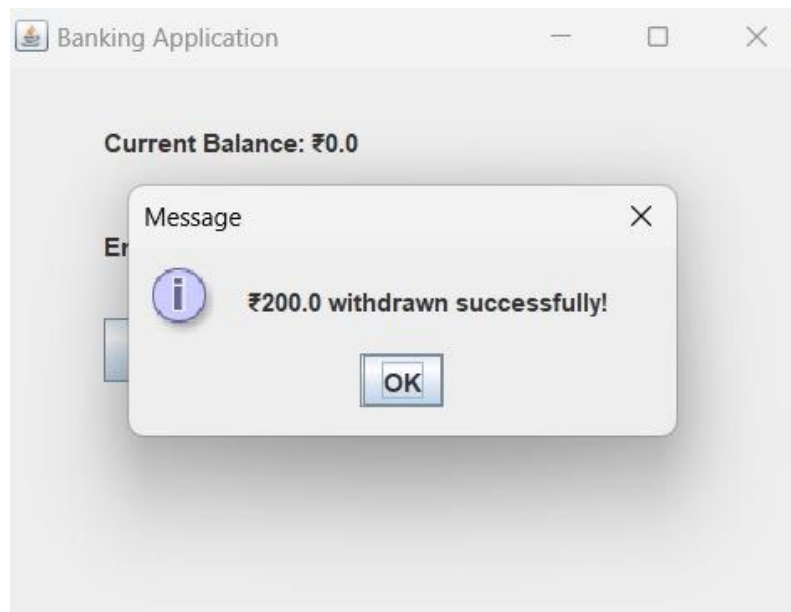 Banking Application
Current Balance: ₹0.0
Message
₹200.0 withdrawn successfully!
OK